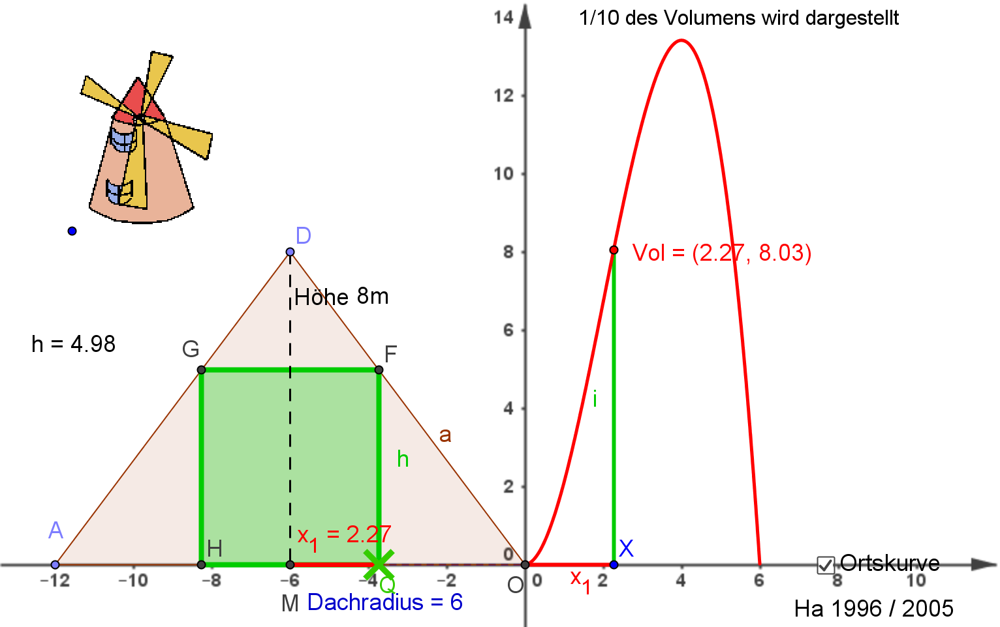 1/10 des Volumens wird dargestellt
14
12
10
8
6
4
2
0
D
Höhe 8m
Vol = (2.27, 8.03)
h = 4.98
G
F
i
a
h
A
H
x1 = 2.27
X
Ortskurve
−12 −10 −8 −6 −4 −2 0 2 4 6 8 10
Q
O
x1
M
Dachradius = 6
Ha 1996 / 2005